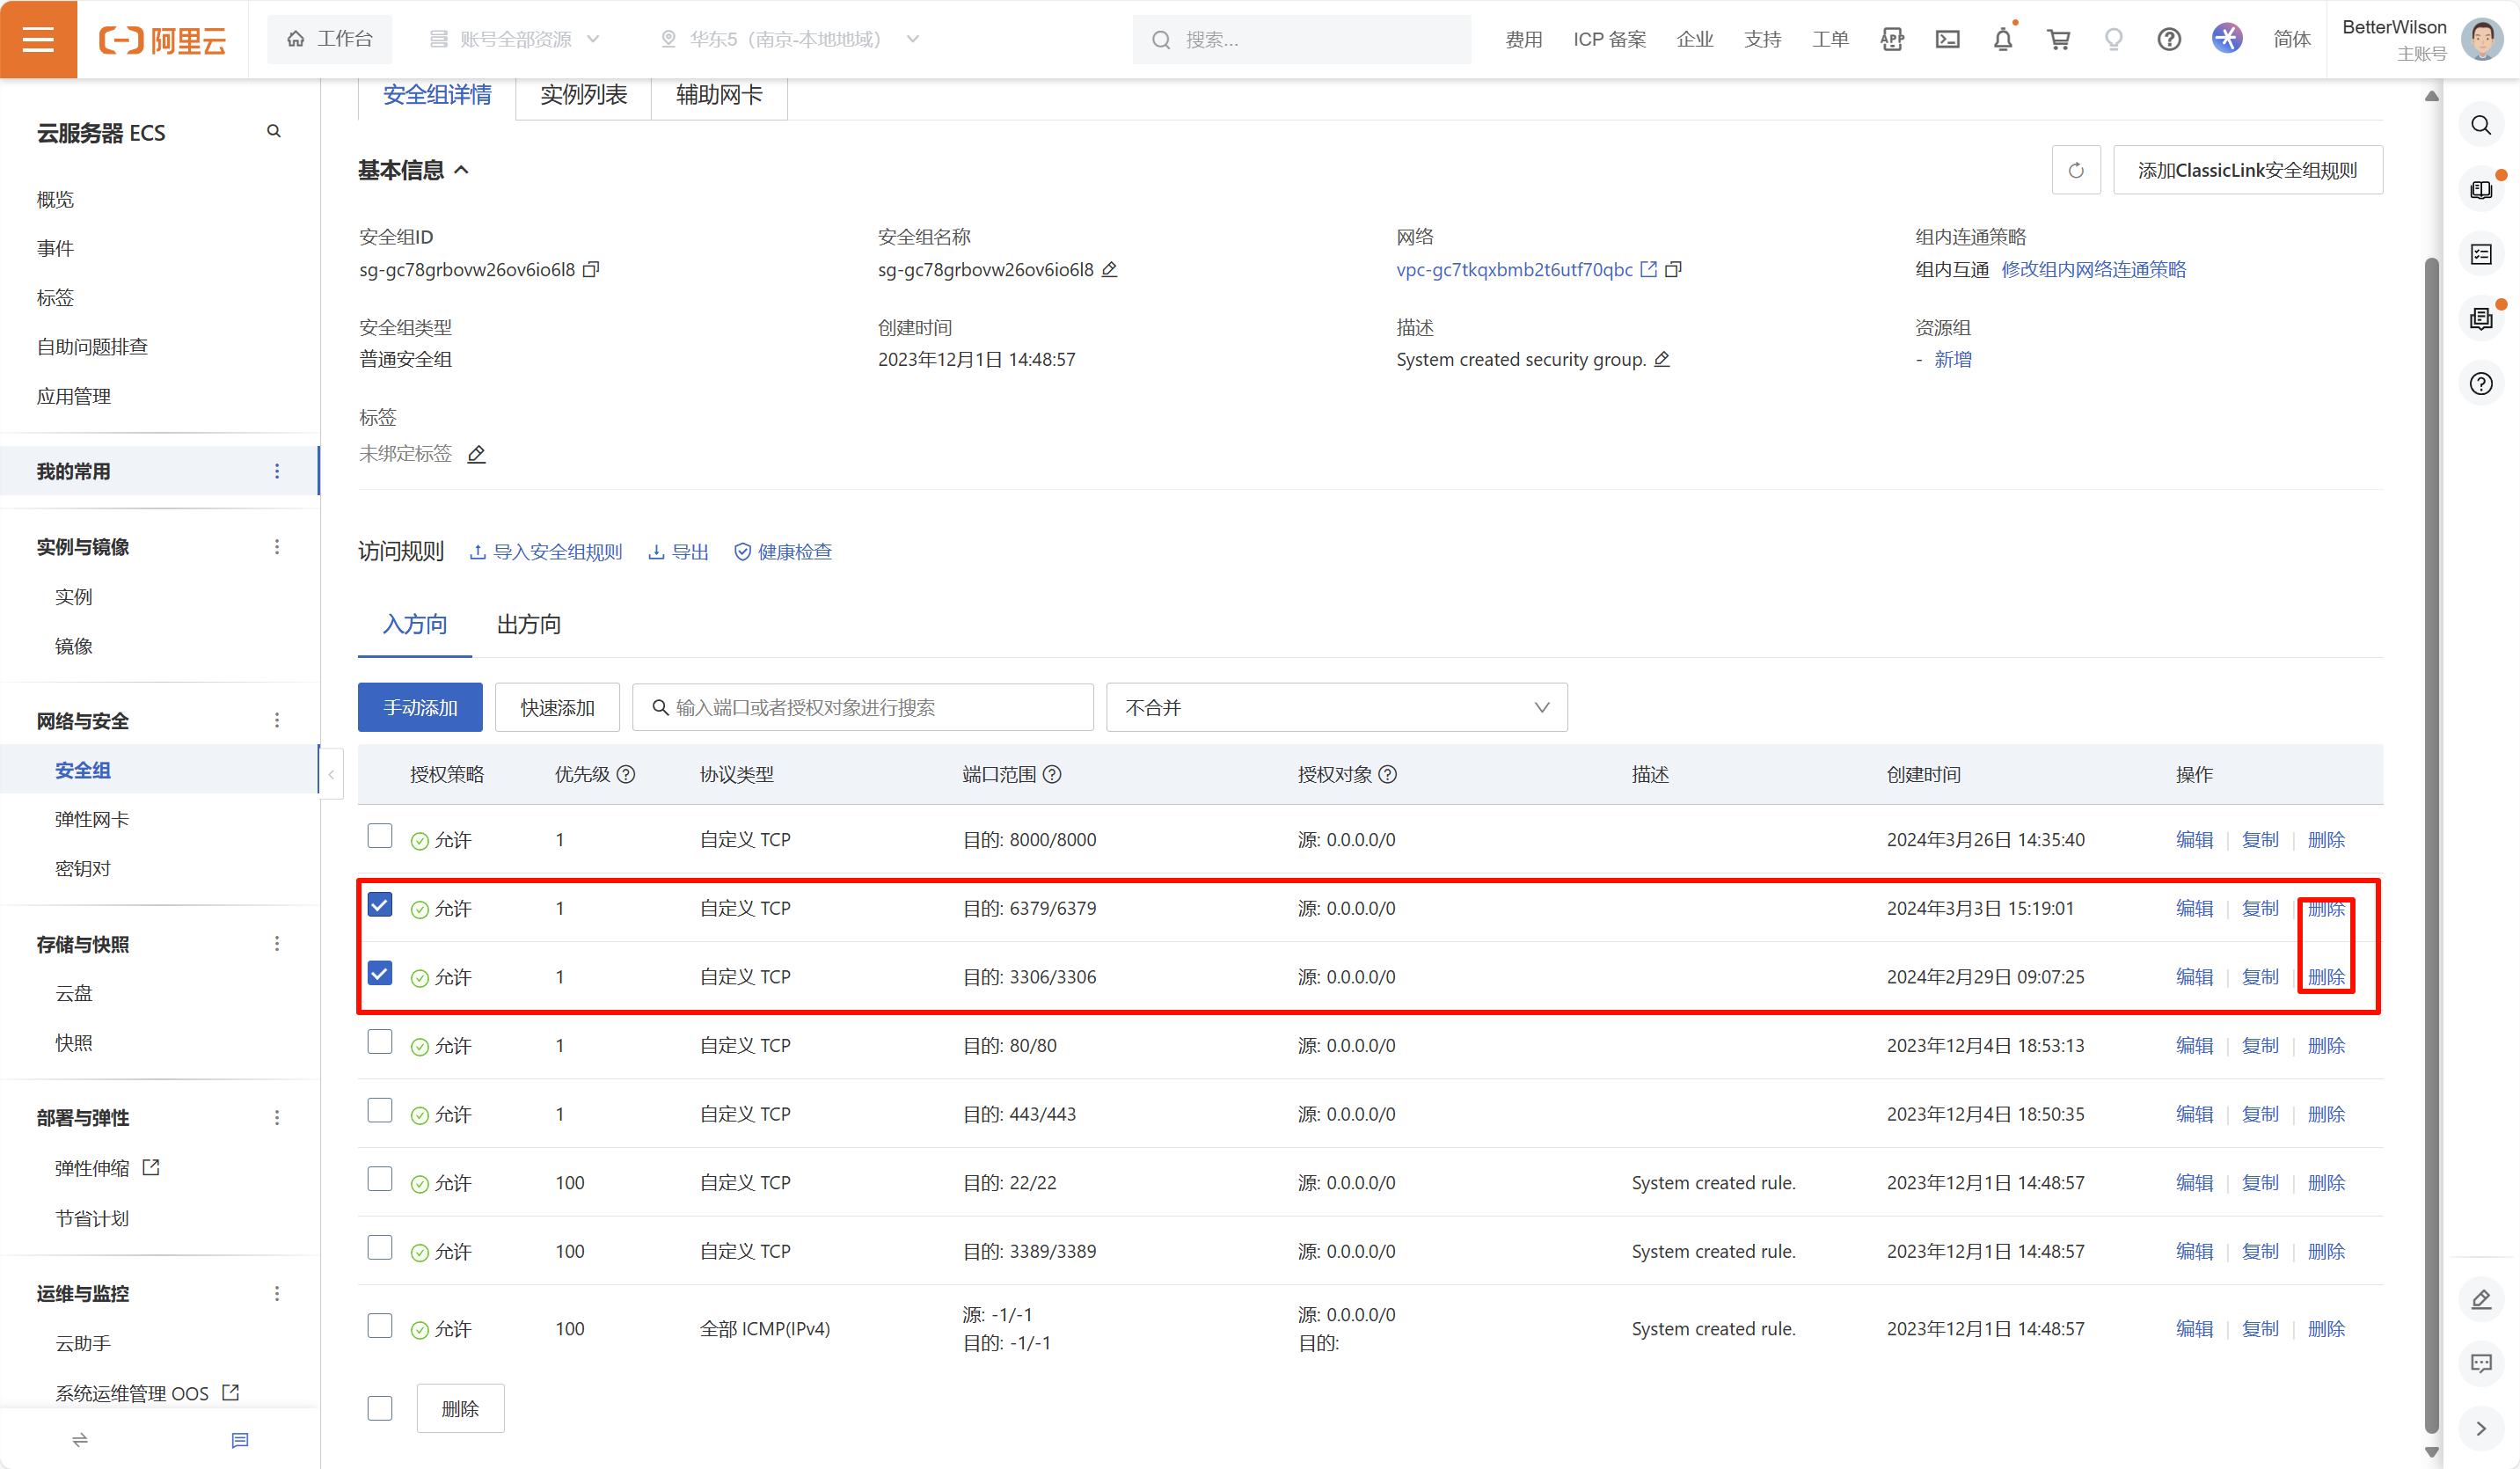 阿里云
工作台
账号全部资源
华东5（南京-本地地域）
搜索...
费用
ICP 备案
企业
支持
工单
APP
简体
BetterWilson
主账号
云服务器 ECS
概览
事件
标签
自助问题排查
应用管理
我的常用
实例与镜像
实例
镜像
网络与安全
安全组
弹性网卡
密钥对
存储与快照
云盘
快照
部署与弹性
弹性伸缩
节省计划
运维与监控
云助手
系统运维管理 OOS
安全组详情
实例列表
辅助网卡
基本信息
添加ClassicLink安全组规则
安全组ID
sg-gc78grbovw26ov6io6l8
安全组名称
sg-gc78grbovw26ov6io6l8
网络
vpc-gc7tkqxbmb2t6utf70qbc
组内连通策略
组内互通 修改组内网络连通策略
安全组类型
普通安全组
创建时间
2023年12月1日 14:48:57
描述
System created security group.
资源组
- 新增
标签
未绑定标签
访问规则 导入安全组规则 导出 健康检查
入方向 出方向
手动添加 快速添加 输入端口或者授权对象进行搜索 不合并
授权策略 优先级 协议类型 端口范围 授权对象 描述 创建时间 操作
允许 1 自定义 TCP 目的: 8000/8000 源: 0.0.0.0/0 2024年3月26日 14:35:40 编辑 复制 删除
允许 1 自定义 TCP 目的: 6379/6379 源: 0.0.0.0/0 2024年3月3日 15:19:01 编辑 复制 删除
允许 1 自定义 TCP 目的: 3306/3306 源: 0.0.0.0/0 2024年2月29日 09:07:25 编辑 复制 删除
允许 1 自定义 TCP 目的: 80/80 源: 0.0.0.0/0 2023年12月4日 18:53:13 编辑 复制 删除
允许 1 自定义 TCP 目的: 443/443 源: 0.0.0.0/0 2023年12月4日 18:50:35 编辑 复制 删除
允许 100 自定义 TCP 目的: 22/22 源: 0.0.0.0/0 System created rule. 2023年12月1日 14:48:57 编辑 复制 删除
允许 100 自定义 TCP 目的: 3389/3389 源: 0.0.0.0/0 System created rule. 2023年12月1日 14:48:57 编辑 复制 删除
源: -1/-1 源: 0.0.0.0/0
允许 100 全部 ICMP(IPv4) System created rule. 2023年12月1日 14:48:57 编辑 复制 删除
目的: -1/-1 目的:
删除